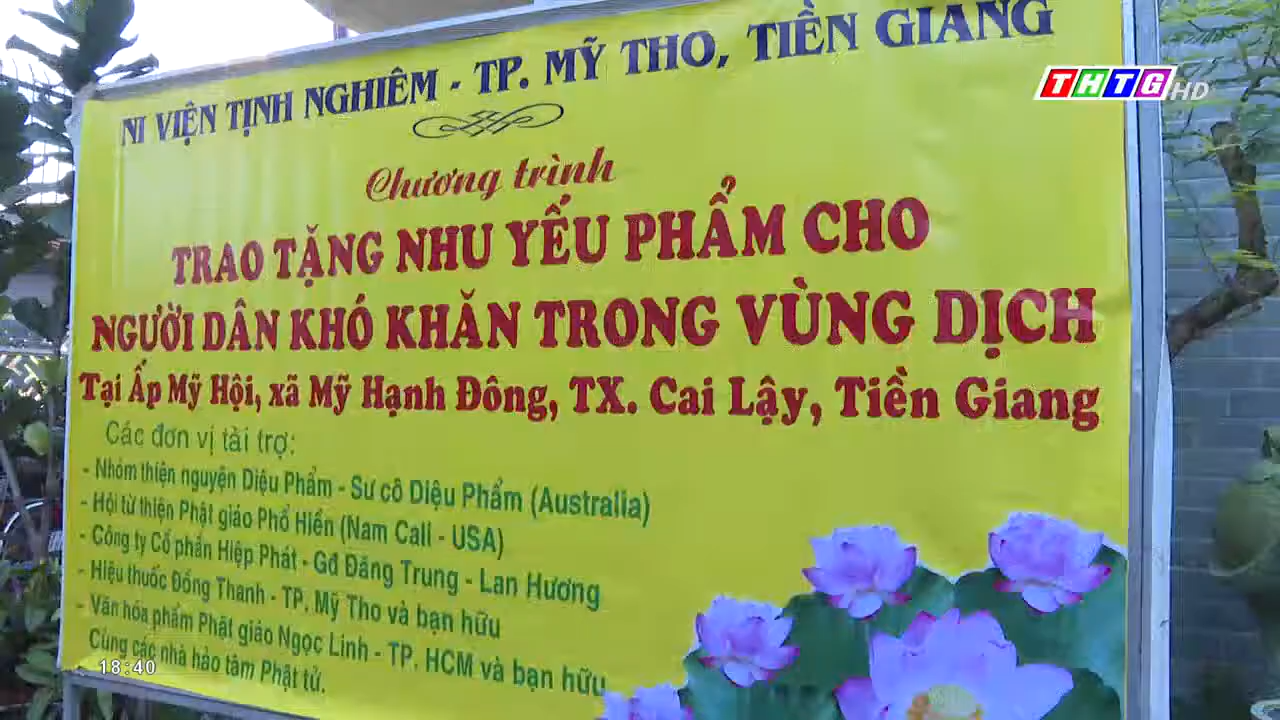 NI VIỆN TỊNH NGHIÊM - TP. MỸ THO, TIỀN GIANG
THTG HD
Chương trình
TRAO TẶNG NHU YẾU PHẨM CHO
NGƯỜI DÂN KHÓ KHĂN TRONG VÙNG DỊCH
Tại Ấp Mỹ Hội, xã Mỹ Hạnh Đông, TX. Cai Lậy, Tiền Giang
Các đơn vị tài trợ:
- Nhóm thiện nguyện Diệu Phẩm - Sư cô Diệu Phẩm (Australia)
- Hội từ thiện Phật giáo Phổ Hiền (Nam Cali - USA)
- Công ty Cổ phần Hiệp Phát - Gđ Đăng Trung - Lan Hương
- Hiệu thuốc Đồng Thanh - TP. Mỹ Tho và bạn hữu
- Văn hóa phẩm Phật giáo Ngọc Linh - TP. HCM và bạn hữu
Cùng các nhà hảo tâm Phật tử.
18:40